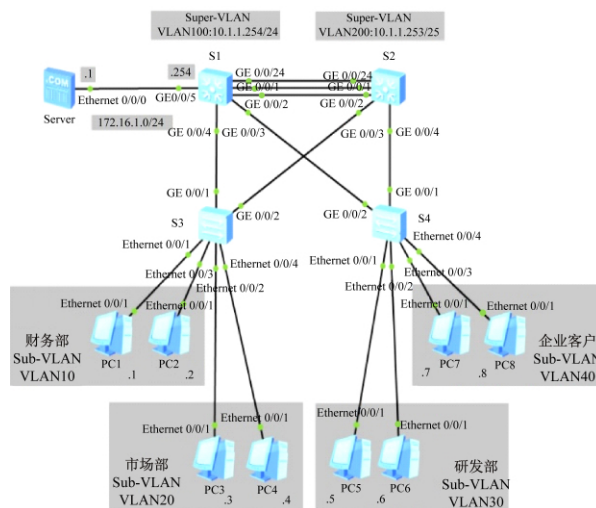 Super-VLAN
VLAN100:10.1.1.254/24
Super-VLAN
VLAN200:10.1.1.253/25
S1
S2
.1
.254
.COM
GE 0/0/24
GE 0/0/24
GE 0/0/1
GE 0/0/1
Ethernet 0/0/0
GE0/0/5
GE 0/0/2
GE 0/0/2
Server
172.16.1.0/24
GE 0/0/4
GE 0/0/3
GE 0/0/3
GE 0/0/4
GE 0/0/1
GE 0/0/1
GE 0/0/2
GE 0/0/2
S3
S4
Ethernet 0/0/1
Ethernet 0/0/4
Ethernet 0/0/3
Ethernet 0/0/4
Ethernet 0/0/2
Ethernet 0/0/1
Ethernet 0/0/2
Ethernet 0/0/3
Ethernet 0/0/1
Ethernet 0/0/1
Ethernet 0/0/1
Ethernet 0/0/1
财务部
Sub-VLAN
VLAN10
PC1
.1
PC2
.2
企业客户
Sub-VLAN
VLAN40
PC7
.7
PC8
.8
Ethernet 0/0/1
Ethernet 0/0/1
Ethernet 0/0/1
Ethernet 0/0/1
市场部
Sub-VLAN
VLAN20
PC3
.3
PC4
.4
PC5
.5
PC6
.6
研发部
Sub-VLAN
VLAN30